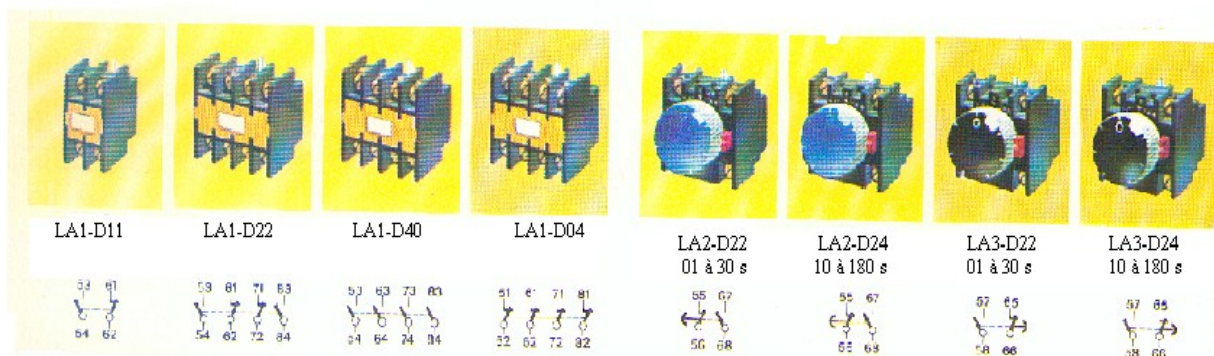 LA1-D11
LA1-D22
LA1-D40
LA1-D04
LA2-D22
01 à 30 s
LA2-D24
10 à 180 s
LA3-D22
01 à 30 s
LA3-D24
10 à 180 s
53 61
54 62
53 61 71 83
54 62 72 84
53 63 73 83
54 64 74 84
61 71 81
52 62 72 82
55 67
56 68
55 67
68
57 65
58 66
57 65
58 66